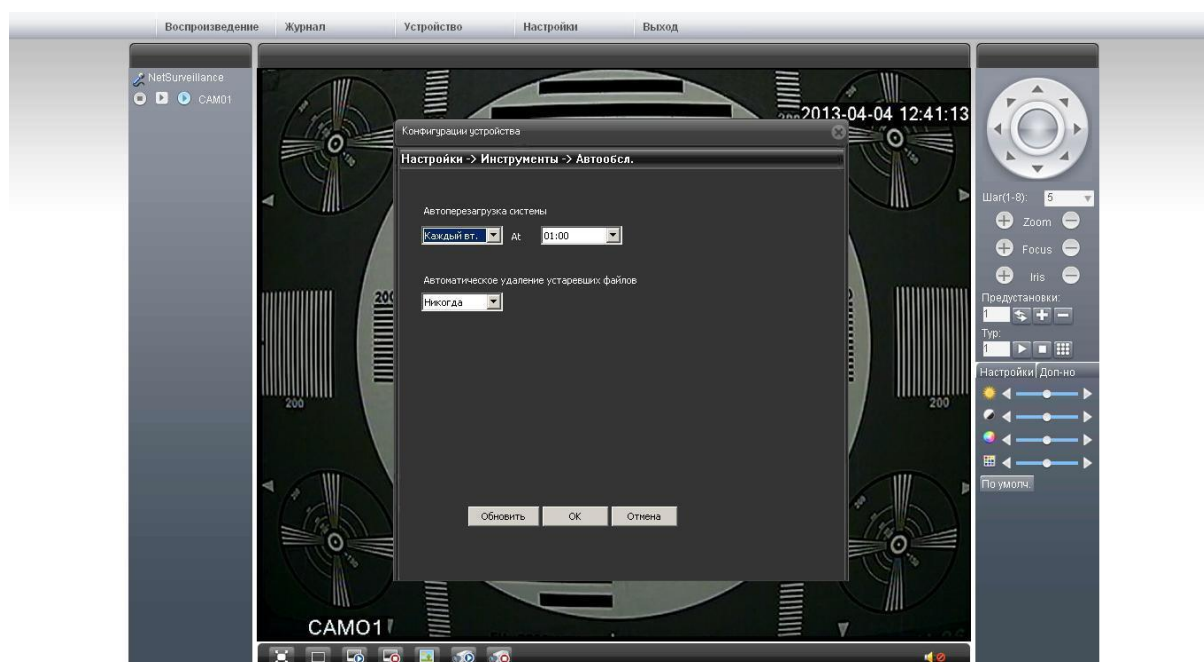 Воспроизведение Журнал Устройство Настройки Выход
NetSurveillance
CAM01
2013-04-04 12:41:13
Конфигурации устройства
Настройки -> Инструменты -> Автообсл.
Автоперезагрузка системы
Каждый вт. At 01:00
Автоматическое удаление устаревших файлов
Никогда
Обновить OK Отмена
200
200
200
CAM01
Шаг(1-8): 5
Zoom
Focus
Iris
Предустановки:
1
Тур:
1
Настройки Доп-но
По умолч.